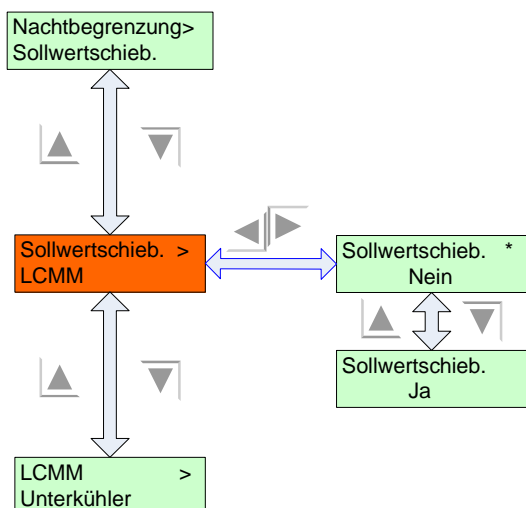 Nachtbegrenzung>
Sollwertschieb.
Sollwertschieb. >
LCMM
Sollwertschieb. *
Nein
Sollwertschieb.
Ja
LCMM >
Unterkühler